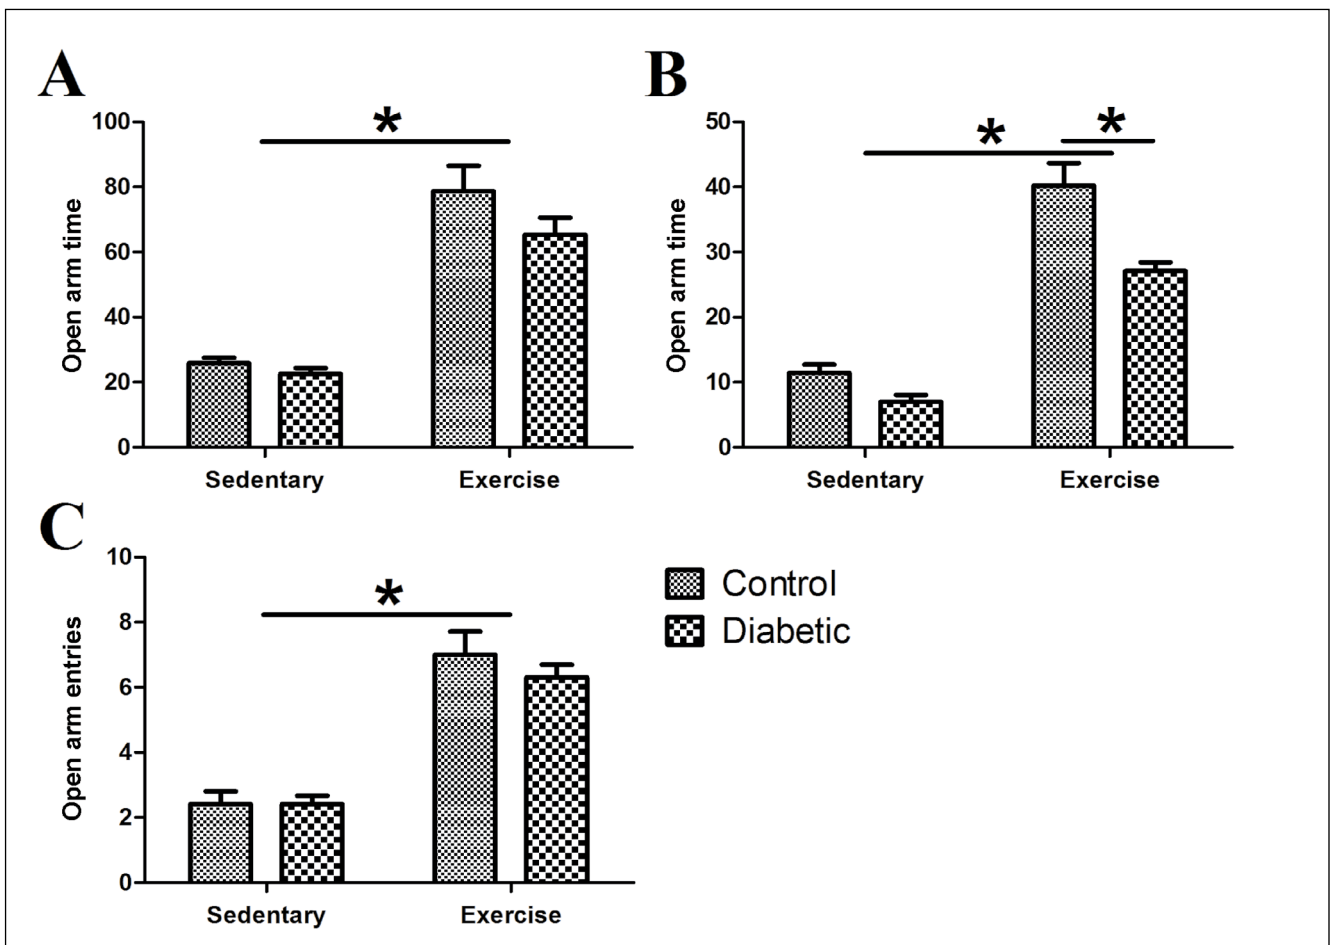 A
*
100
80
60
40
20
0
Open arm time
Sedentary Exercise
B
* *
50
40
30
20
10
0
Open arm time
Sedentary Exercise
C
*
10
8
6
4
2
0
Open arm entries
Sedentary Exercise
Control
Diabetic